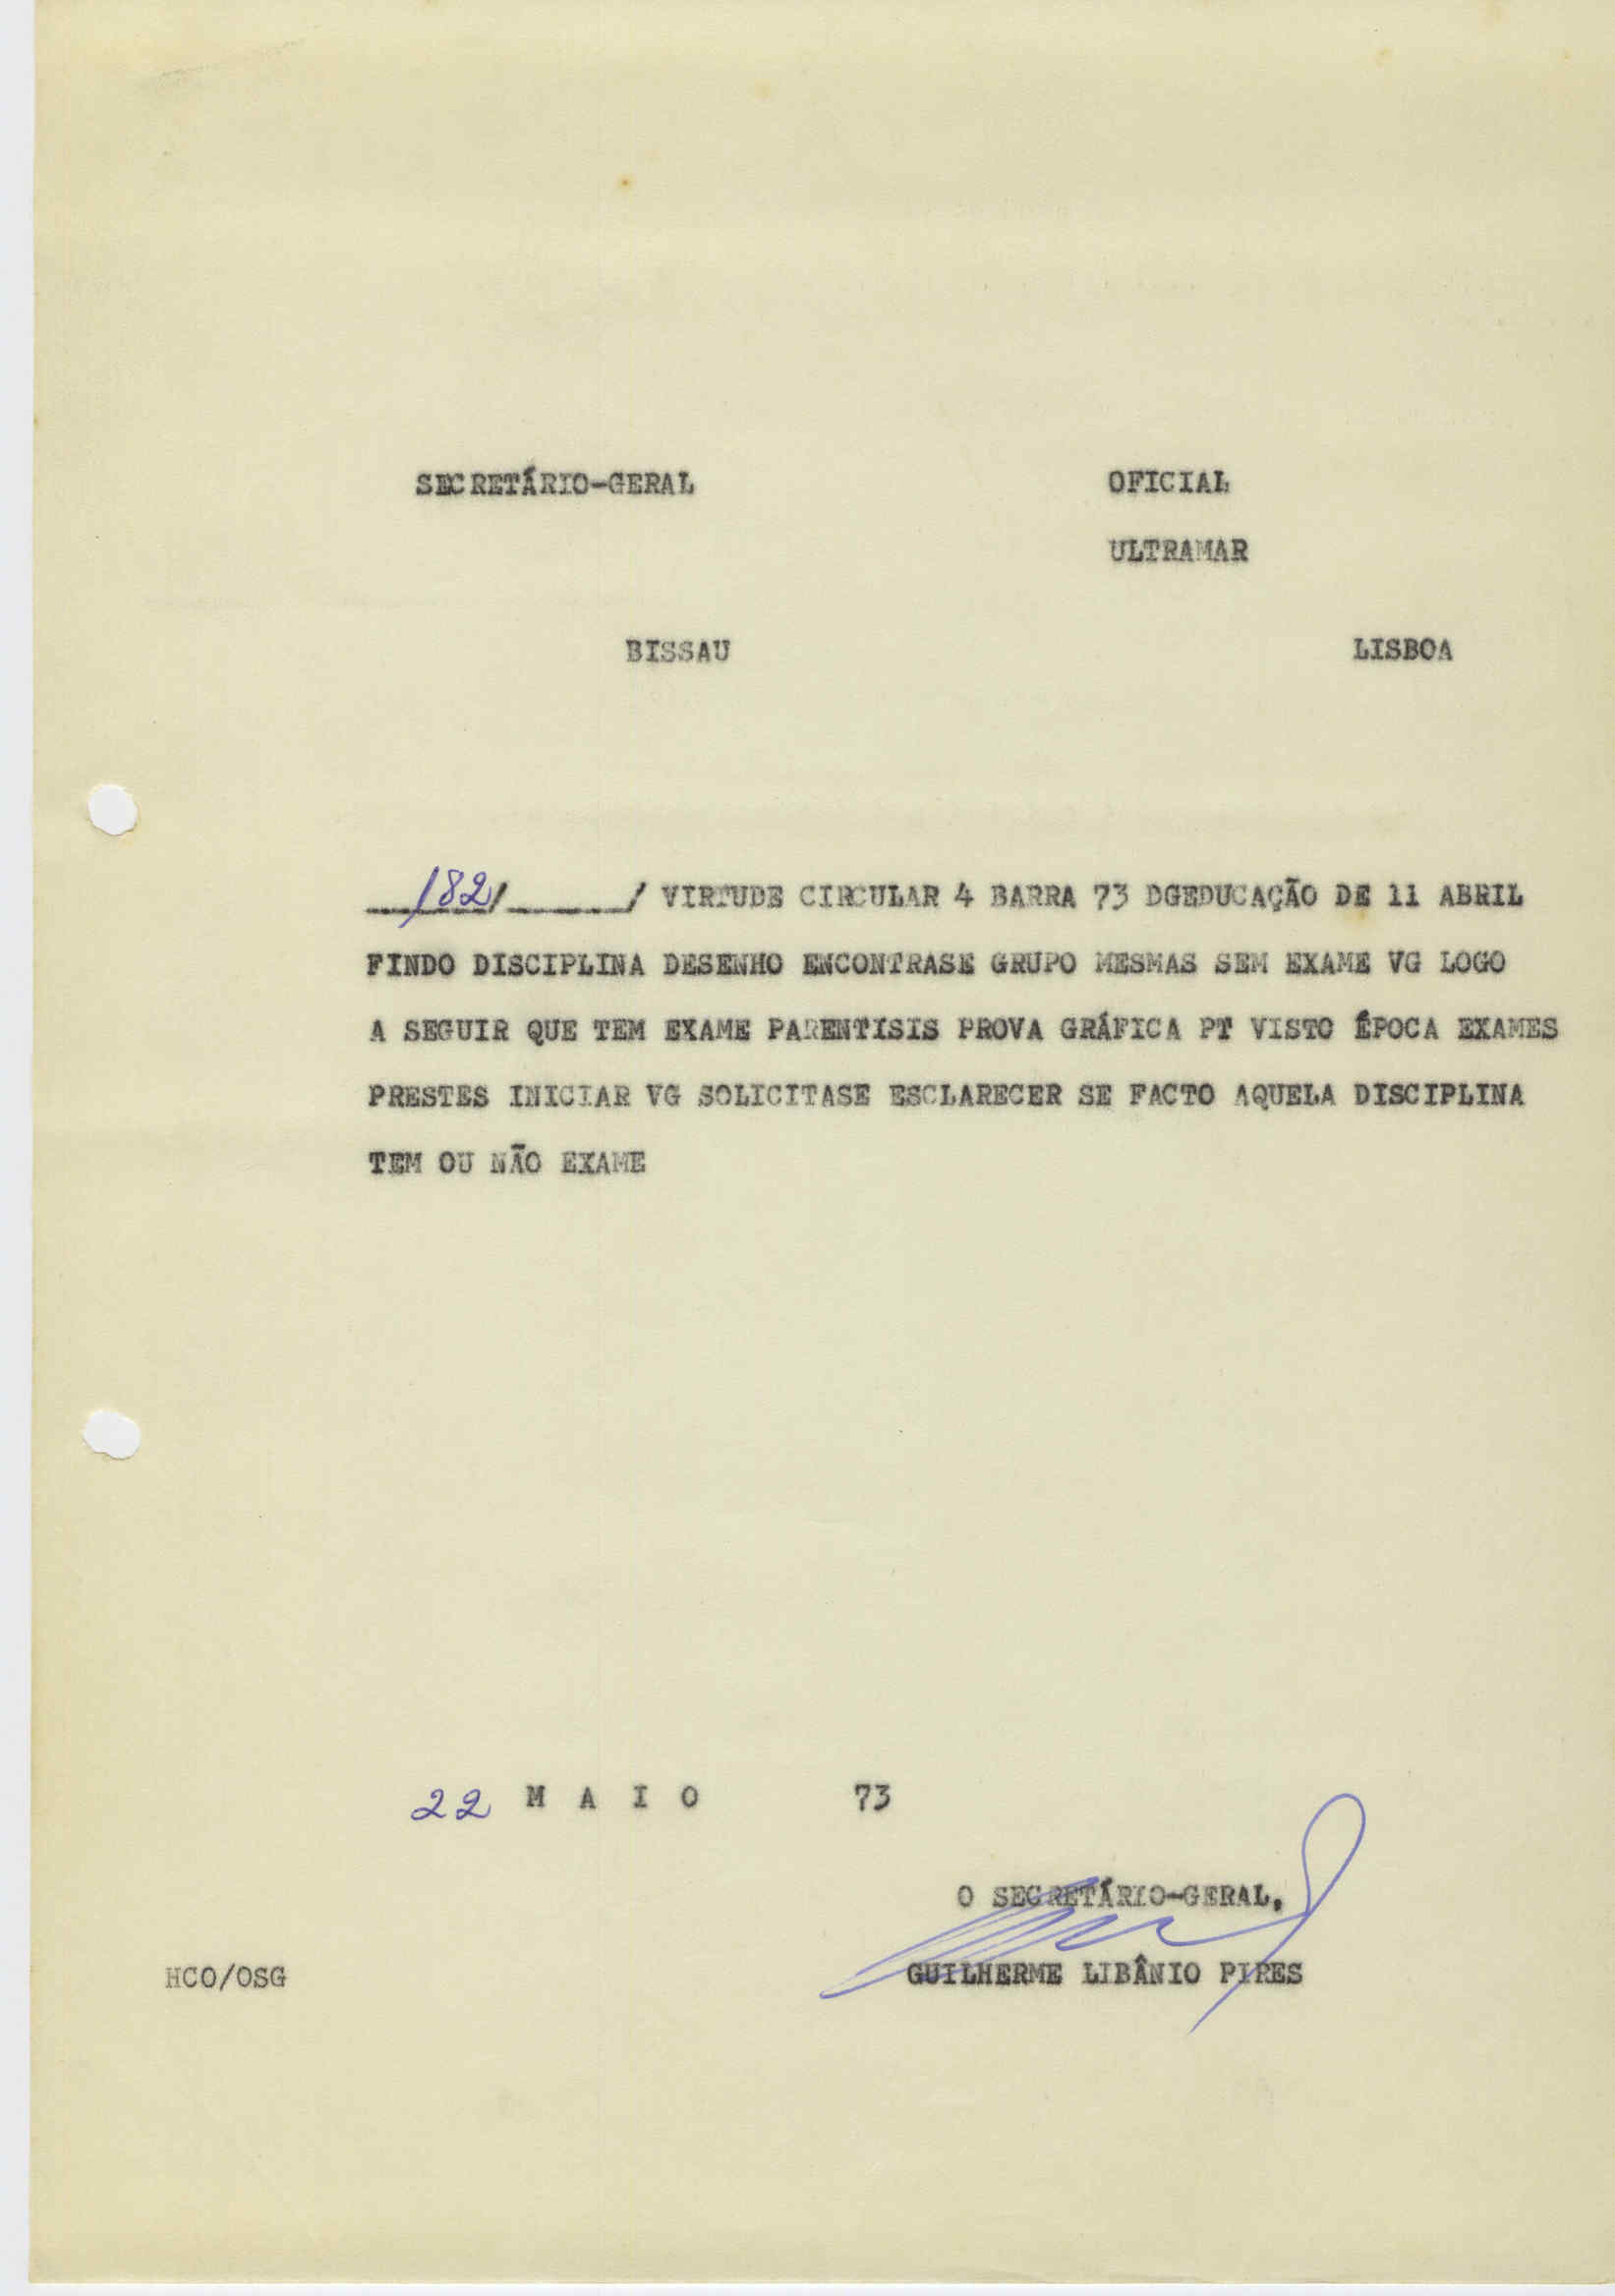 SECRETÁRIO-GERAL OFICIAL
ULTRAMAR
BISSAU LISBOA
182/ / VIRTUDE CIRCULAR 4 BARRA 73 DGEDUCAÇÃO DE 11 ABRIL
FINDO DISCIPLINA DESENHO ENCONTRASE GRUPO MESMAS SEM EXAME VG LOGO
A SEGUIR QUE TEM EXAME PARENTISIS PROVA GRÁFICA PT VISTO ÉPOCA EXAMES
PRESTES INICIAR VG SOLICITASE ESCLARECER SE FACTO AQUELA DISCIPLINA
TEM OU NÃO EXAME
22 M A I O 73
O SECRETÁRIO-GERAL,
GUILHERME LIBÂNIO PIRES
HCO/OSG